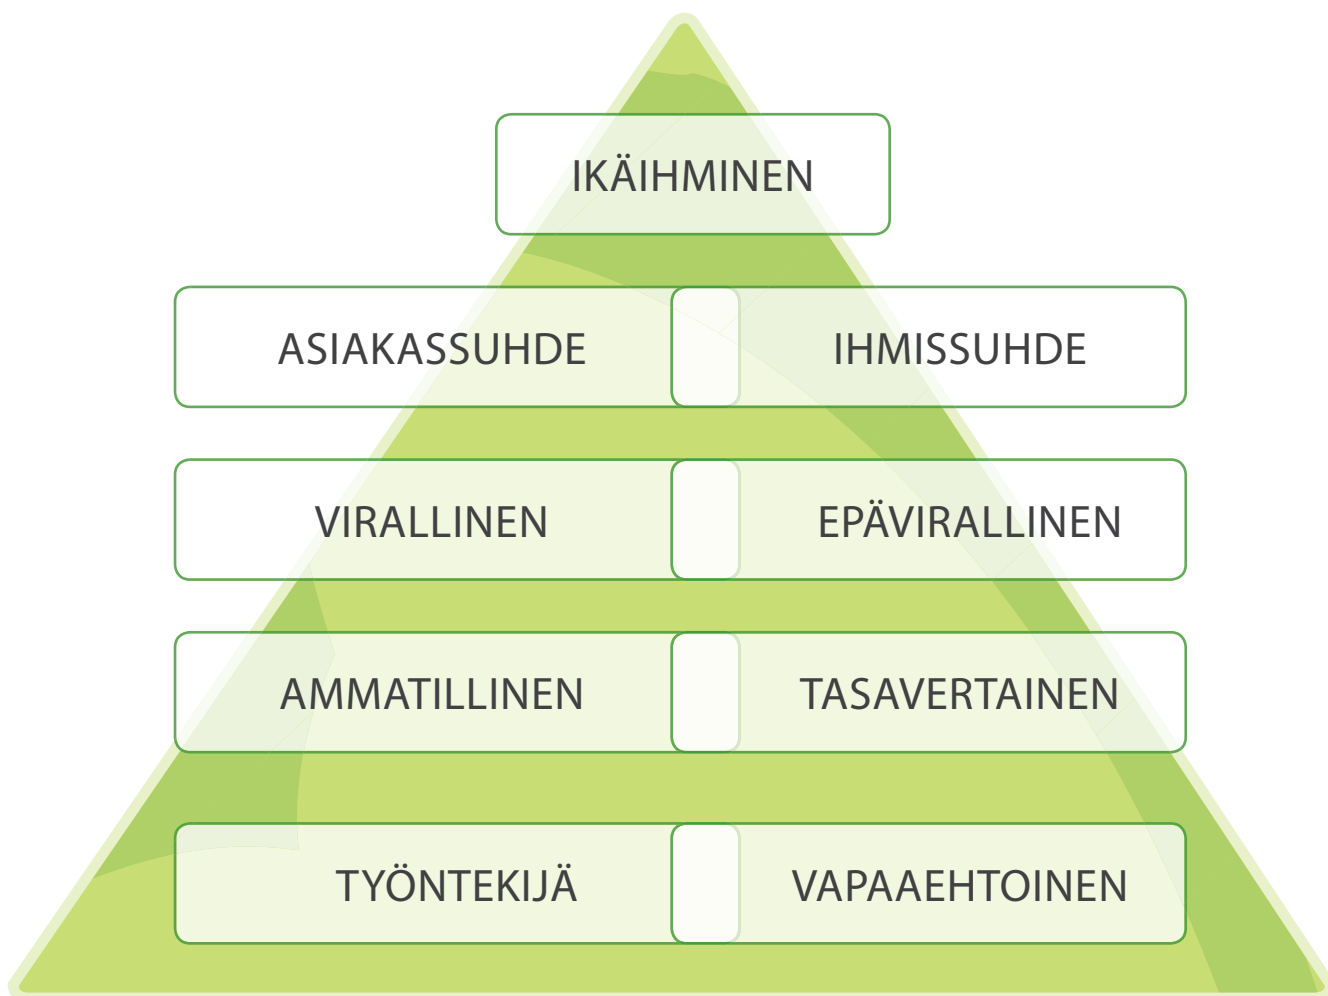 IKÄIHMINEN
ASIAKASSUHDE IHMISSUHDE
VIRALLINEN EPÄVIRALLINEN
AMMATILLINEN TASAVERTAINEN
TYÖNTEKIJÄ VAPAAEHTOINEN